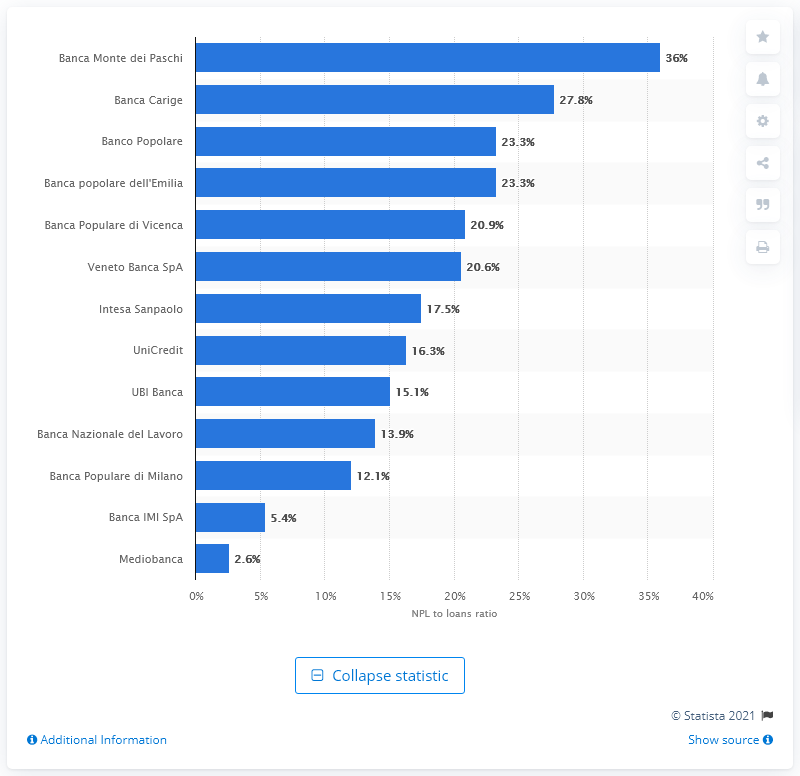 Banca Monte dei Paschi 36%
Banca Carige 27.8%
Banco Popolare 23.3%
Banca popolare dell'Emilia 23.3%
Banca Populare di Vicenca 20.9%
Veneto Banca SpA 20.6%
Intesa Sanpaolo 17.5%
UniCredit 16.3%
UBI Banca 15.1%
Banca Nazionale del Lavoro 13.9%
Banca Populare di Milano 12.1%
Banca IMI SpA 5.4%
Mediobanca 2.6%
0% 5% 10% 15% 20% 25% 30% 35% 40%
NPL to loans ratio
Collapse statistic
© Statista 2021
Additional Information Show source